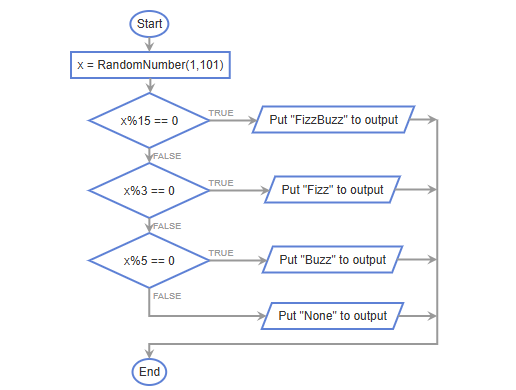 Start
x = RandomNumber(1,101)
x%15 == 0
TRUE
Put "FizzBuzz" to output
FALSE
x%3 == 0
TRUE
Put "Fizz" to output
FALSE
x%5 == 0
TRUE
Put "Buzz" to output
FALSE
Put "None" to output
End